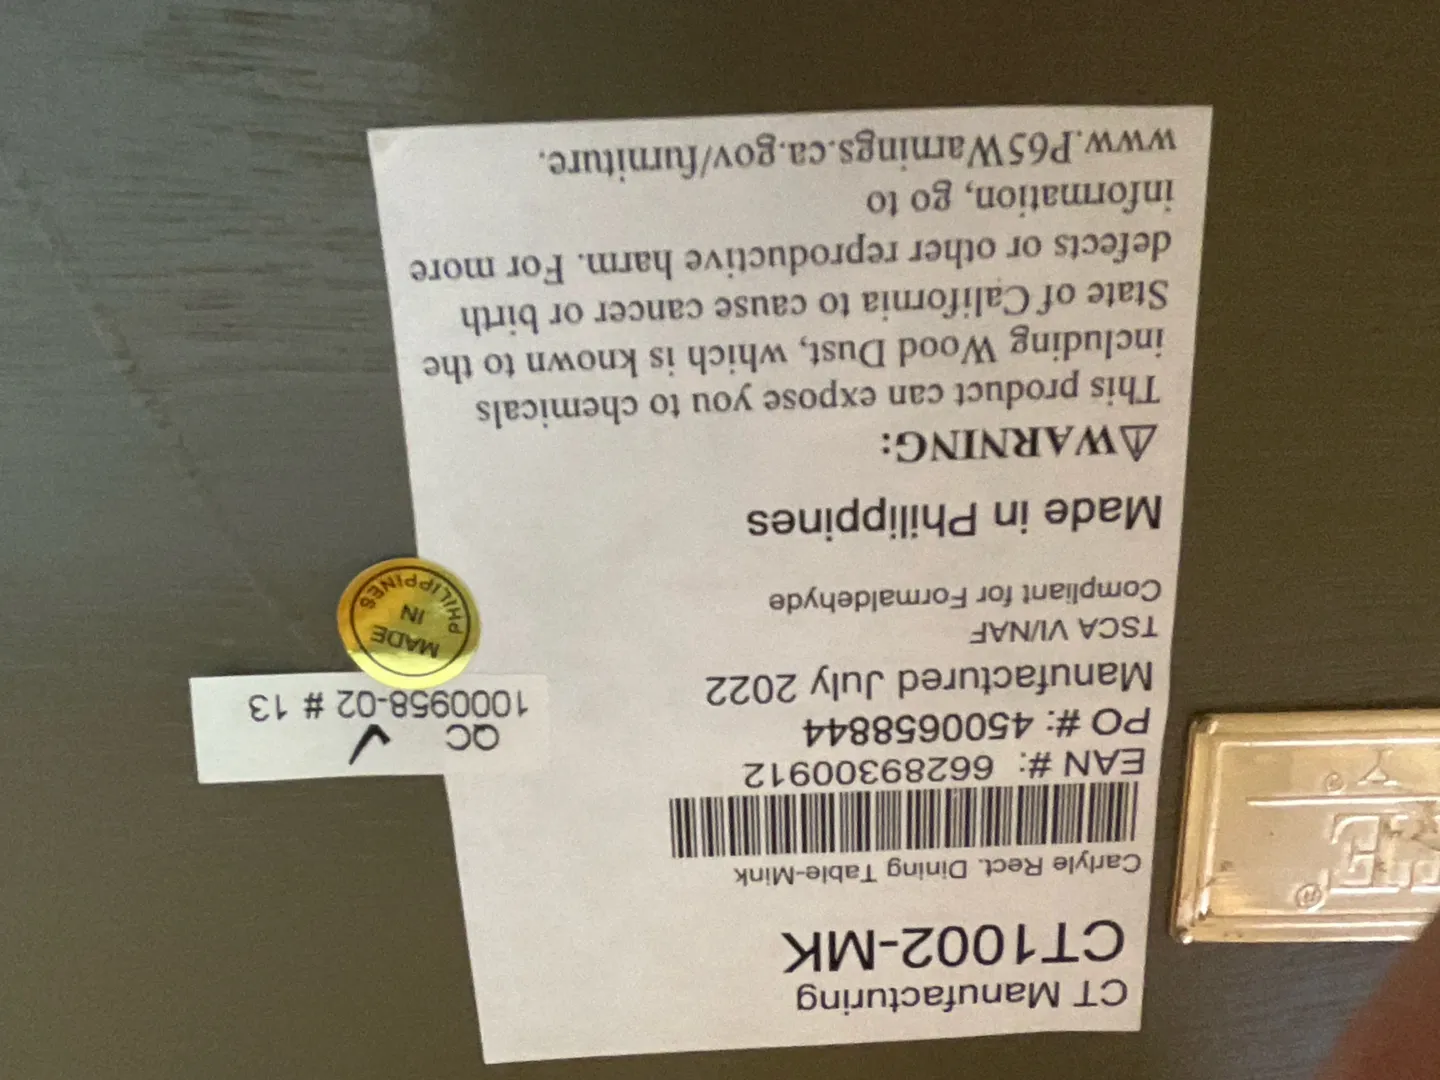 CT Manufacturing
CT1002-MK
Carlyle Rect. Dining Table-Mink
EAN #: 66289300912
PO #: 4500658844
Manufactured July 2022
TSCA VI/NAF
Compliant for Formaldehyde
Made in Philippines
⚠WARNING:
This product can expose you to chemicals
including Wood Dust, which is known to the
State of California to cause cancer or birth
defects or other reproductive harm. For more
information, go to
www.P65Warnings.ca.gov/furniture.
QC ✓
1000958-02 # 13
MADE
IN
PHILIPPINES